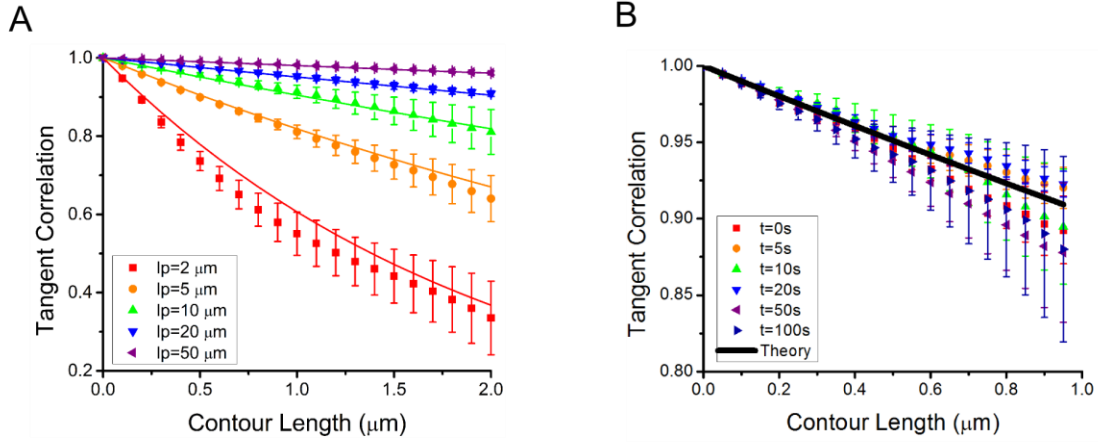 A
Tangent Correlation
1.0
0.8
0.6
0.4
0.2
lp=2 μm
lp=5 μm
lp=10 μm
lp=20 μm
lp=50 μm
0.0 0.5 1.0 1.5 2.0
Contour Length (μm)
B
Tangent Correlation
1.00
0.95
0.90
0.85
0.80
t=0s
t=5s
t=10s
t=20s
t=50s
t=100s
Theory
0.0 0.2 0.4 0.6 0.8 1.0
Contour Length (μm)